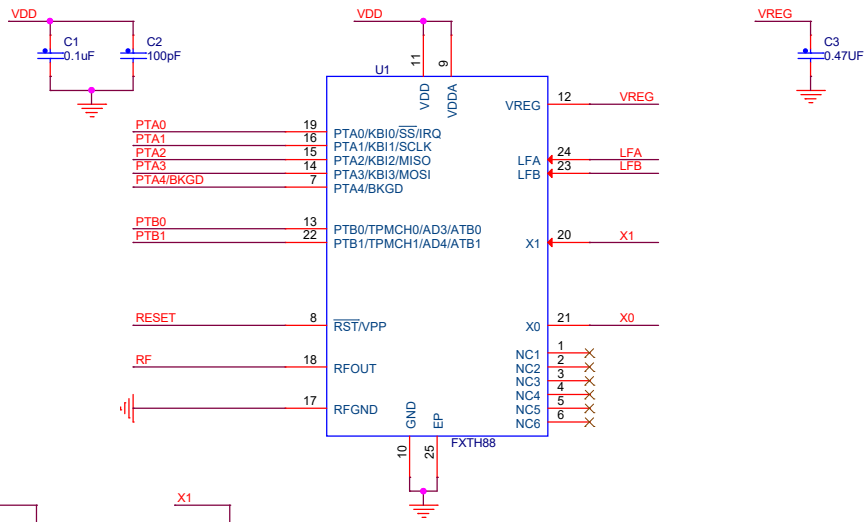 VDD VDD VREG
C1 C2 C3
0.1uF 100pF 0.47UF
U1 11 9
VDD VDDA
VREG 12 VREG
PTA0 19 PTA0/KBI0/SS/IRQ
PTA1 16 PTA1/KBI1/SCLK
PTA2 15 PTA2/KBI2/MISO LFA 24 LFA
PTA3 14 PTA3/KBI3/MOSI LFB 23 LFB
PTA4/BKGD 7 PTA4/BKGD
PTB0 13 PTB0/TPMCH0/AD3/ATB0
PTB1 22 PTB1/TPMCH1/AD4/ATB1 X1 20 X1
RESET 8 RST/VPP X0 21 X0
NC1 1
RF 18 RFOUT NC2 2
NC3 3
NC4 4
17 RFGND NC5 5
NC6 6
GND EP
10 25 FXTH88
X1